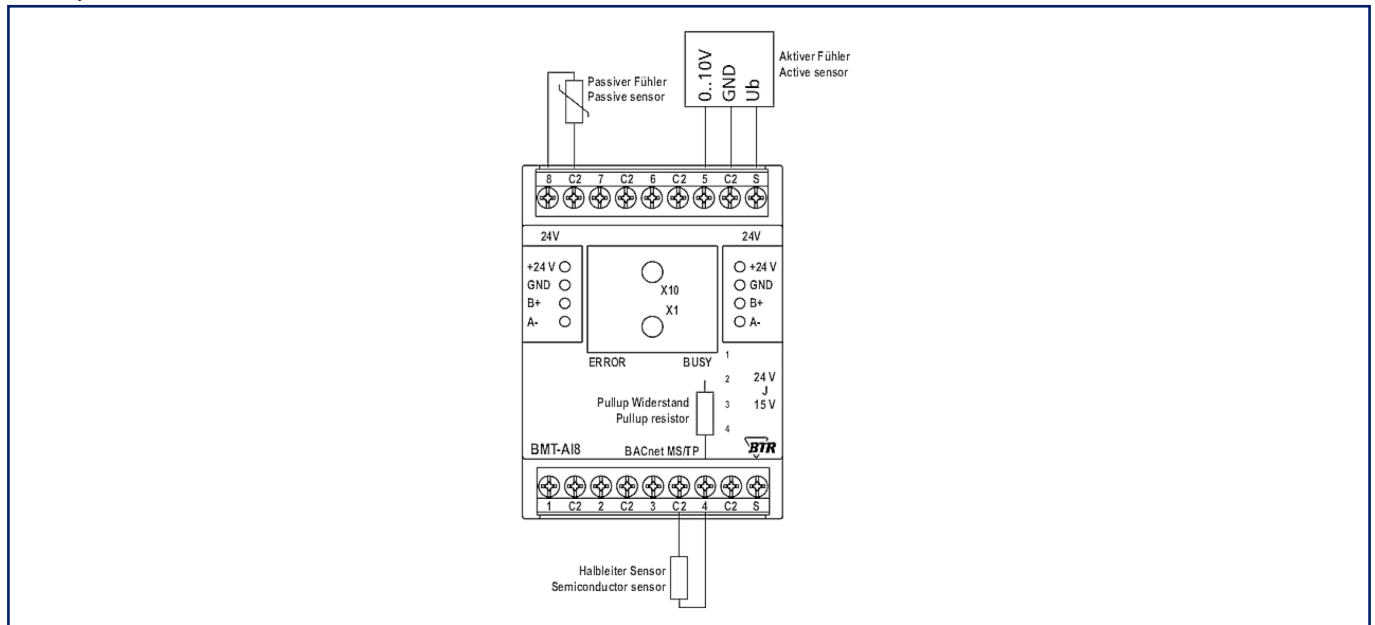 0..10V
GND
Ub
Aktiver Fühler
Active sensor
Passiver Fühler
Passive sensor
8 C2 7 C2 6 C2 5 C2 S
24V 24V
+24 V
GND
B+
A-
X10
X1
+24 V
GND
B+
A-
ERROR BUSY
1
2
3
4
24 V
J
15 V
Pullup Widerstand
Pullup resistor
BMT-AI8
BACnet MS/TP
BTR
1 C2 2 C2 3 C2 4 C2 S
Halbleiter Sensor
Semiconductor sensor